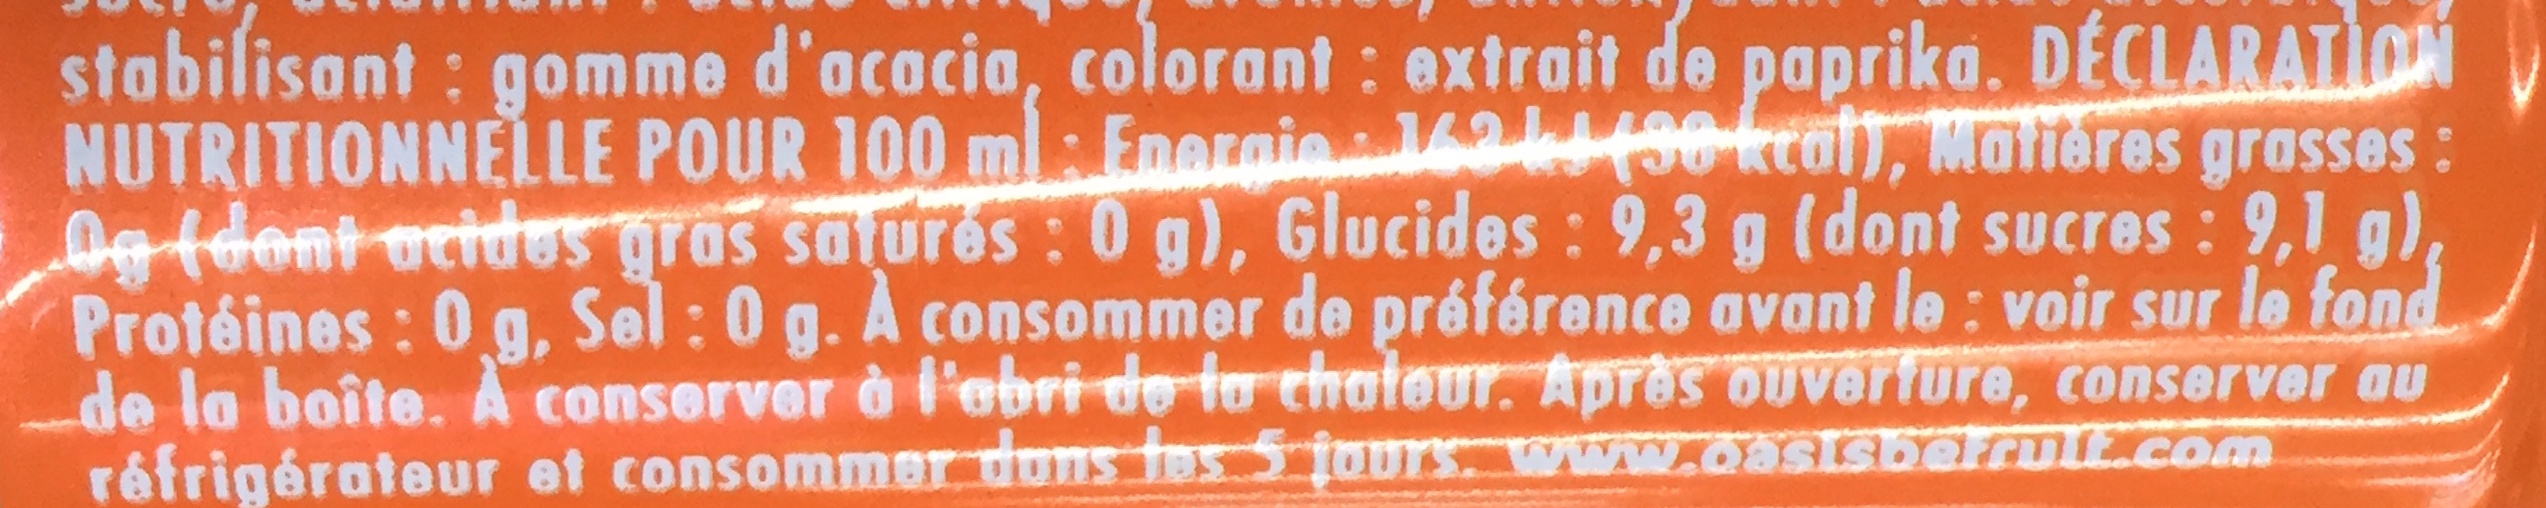 stabilisant : gomme d'acacia, colorant : extrait de paprika. DÉCLARATION
NUTRITIONNELLE POUR 100 ml : Energie : 162 kJ (38 kcal), Matières grasses :
0g (dont acides gras saturés : 0 g), Glucides : 9,3 g (dont sucres : 9,1 g),
Protéines : 0 g, Sel : 0 g. À consommer de préférence avant le : voir sur le fond
de la boîte. À conserver à l'abri de la chaleur. Après ouverture, conserver au
réfrigérateur et consommer dans les 5 jours. www.oasisbefruit.com